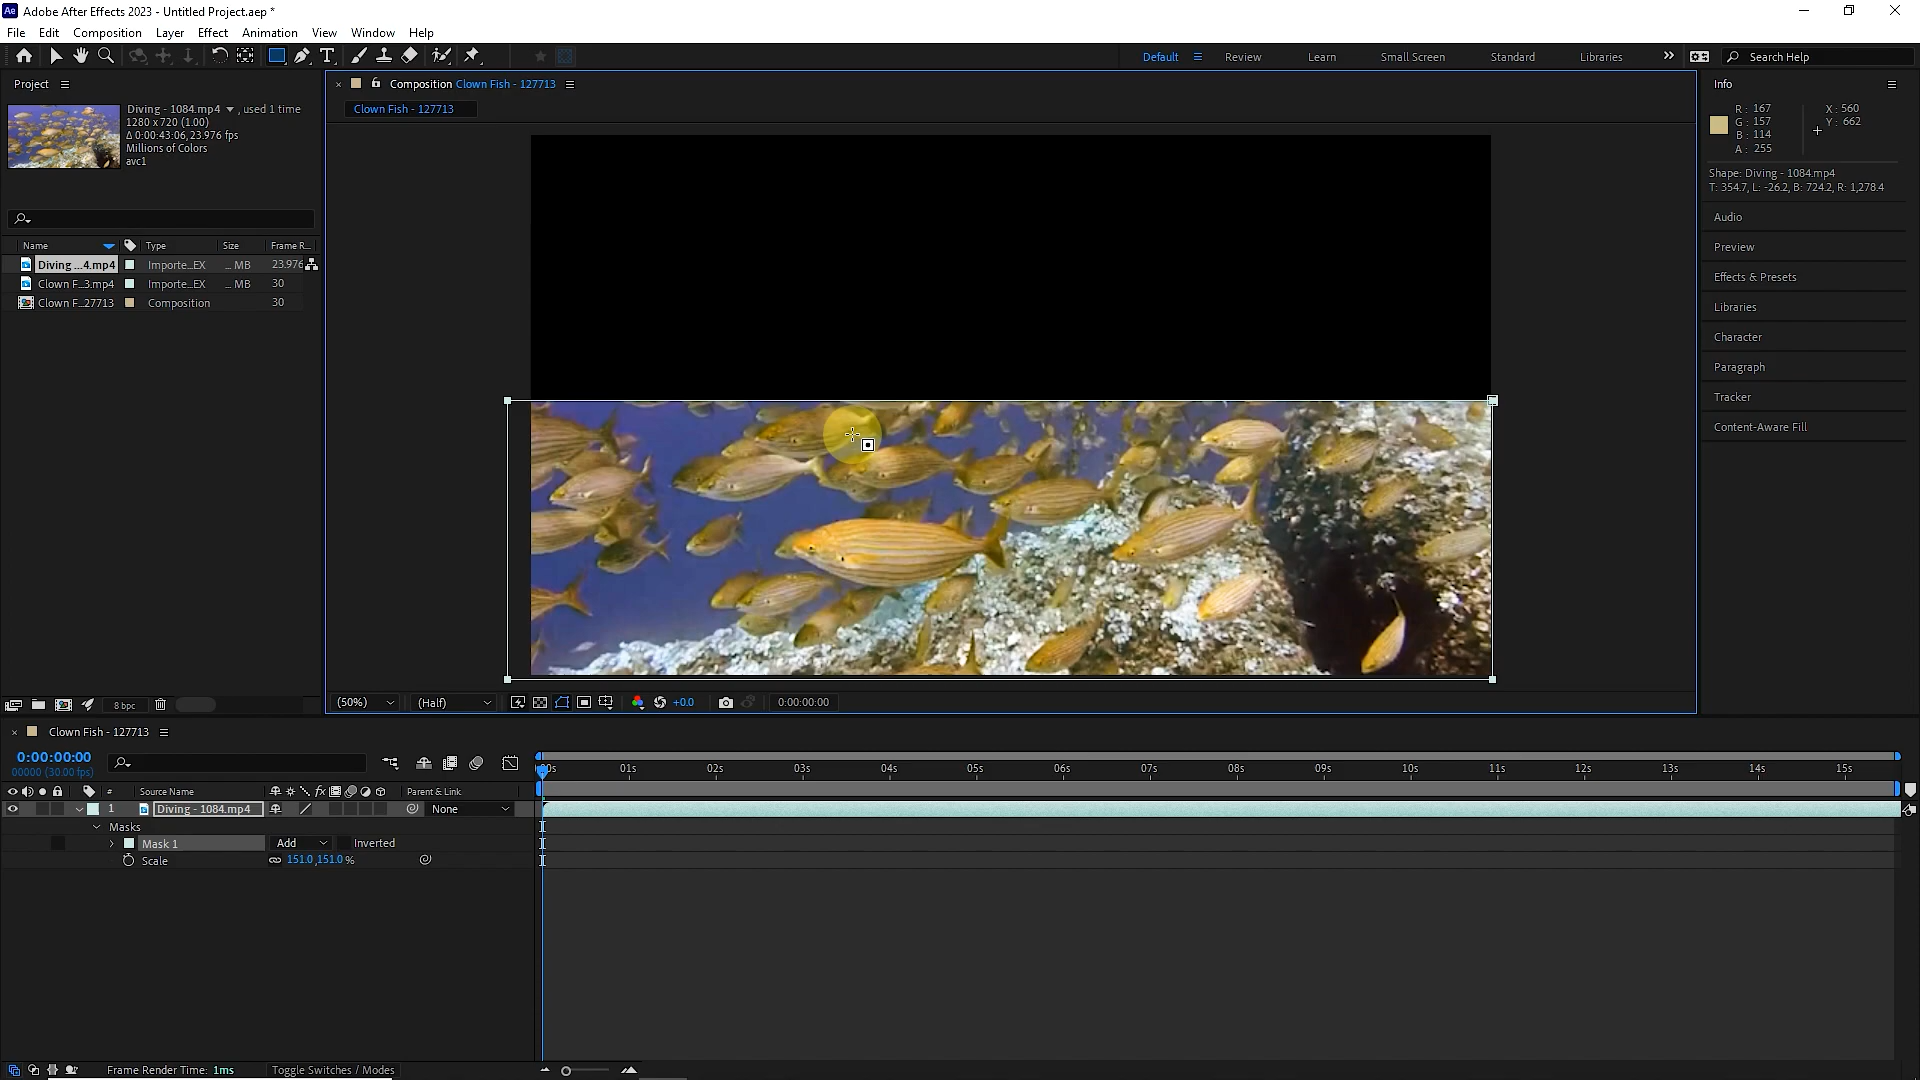 Ae Adobe After Effects 2023 - Untitled Project.aep *
File Edit Composition Layer Effect Animation View Window Help
Default Review Learn Small Screen Standard Libraries Search Help
Project
Diving - 1084.mp4 , used 1 time
1280 x 720 (1.00)
Δ 0:00:43:06, 23.976 fps
Millions of Colors
avc1
Name Type Size Frame R...
Diving ...4.mp4 Importe...EX ... MB 23.976
Clown F...3.mp4 Importe...EX ... MB 30
Clown F...27713 Composition 30
8 bpc
Composition Clown Fish - 127713
Clown Fish - 127713
(50%) (Half) +0.0 0:00:00:00
Info
R : 167
G : 157
B : 114
A : 255
X : 560
Y : 662
Shape: Diving - 1084.mp4
T: 354.7, L: -26.2, B: 724.2, R: 1,278.4
Audio
Preview
Effects & Presets
Libraries
Character
Paragraph
Tracker
Content-Aware Fill
Clown Fish - 127713
0:00:00:00
00000 (30.00 fps)
00s 01s 02s 03s 04s 05s 06s 07s 08s 09s 10s 11s 12s 13s 14s 15s
# Source Name fx Parent & Link
1 Diving - 1084.mp4 None
Masks
Mask 1 Add Inverted
Scale 151.0,151.0 %
Frame Render Time: 1ms Toggle Switches / Modes